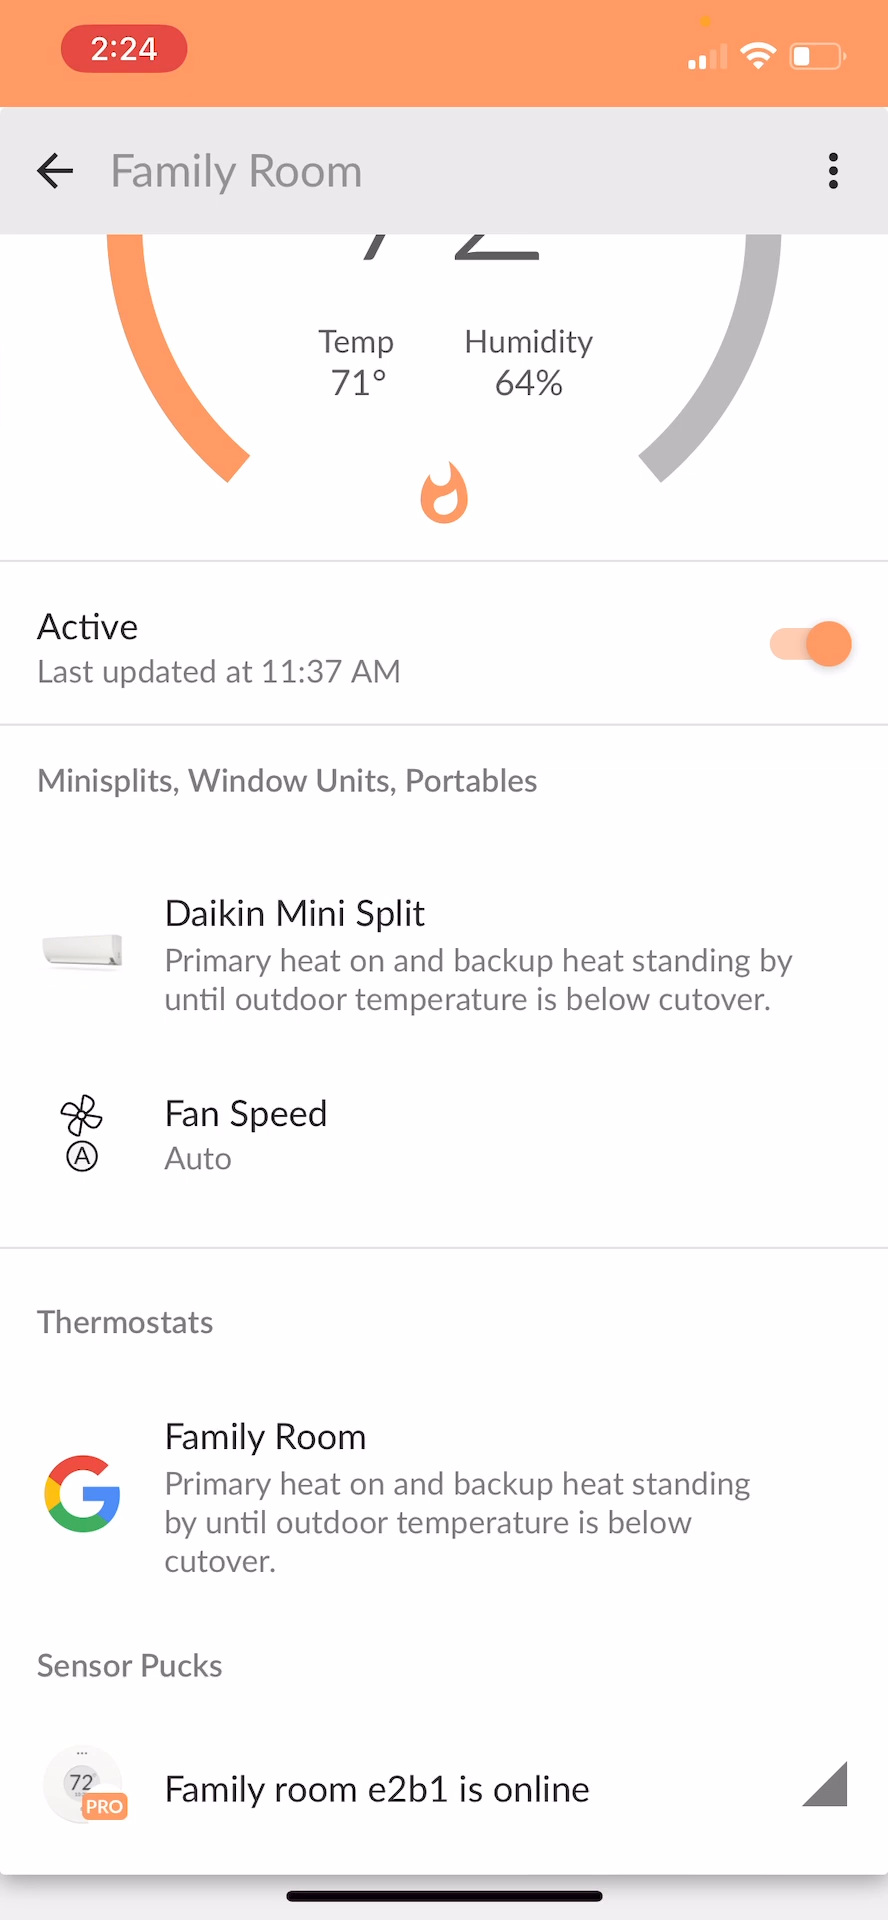 2:24
Family Room
Temp Humidity
71° 64%
Active
Last updated at 11:37 AM
Minisplits, Window Units, Portables
Daikin Mini Split
Primary heat on and backup heat standing by
until outdoor temperature is below cutover.
Fan Speed
A
Auto
Thermostats
Family Room
Primary heat on and backup heat standing
by until outdoor temperature is below
cutover.
Sensor Pucks
72
PRO
Family room e2b1 is online